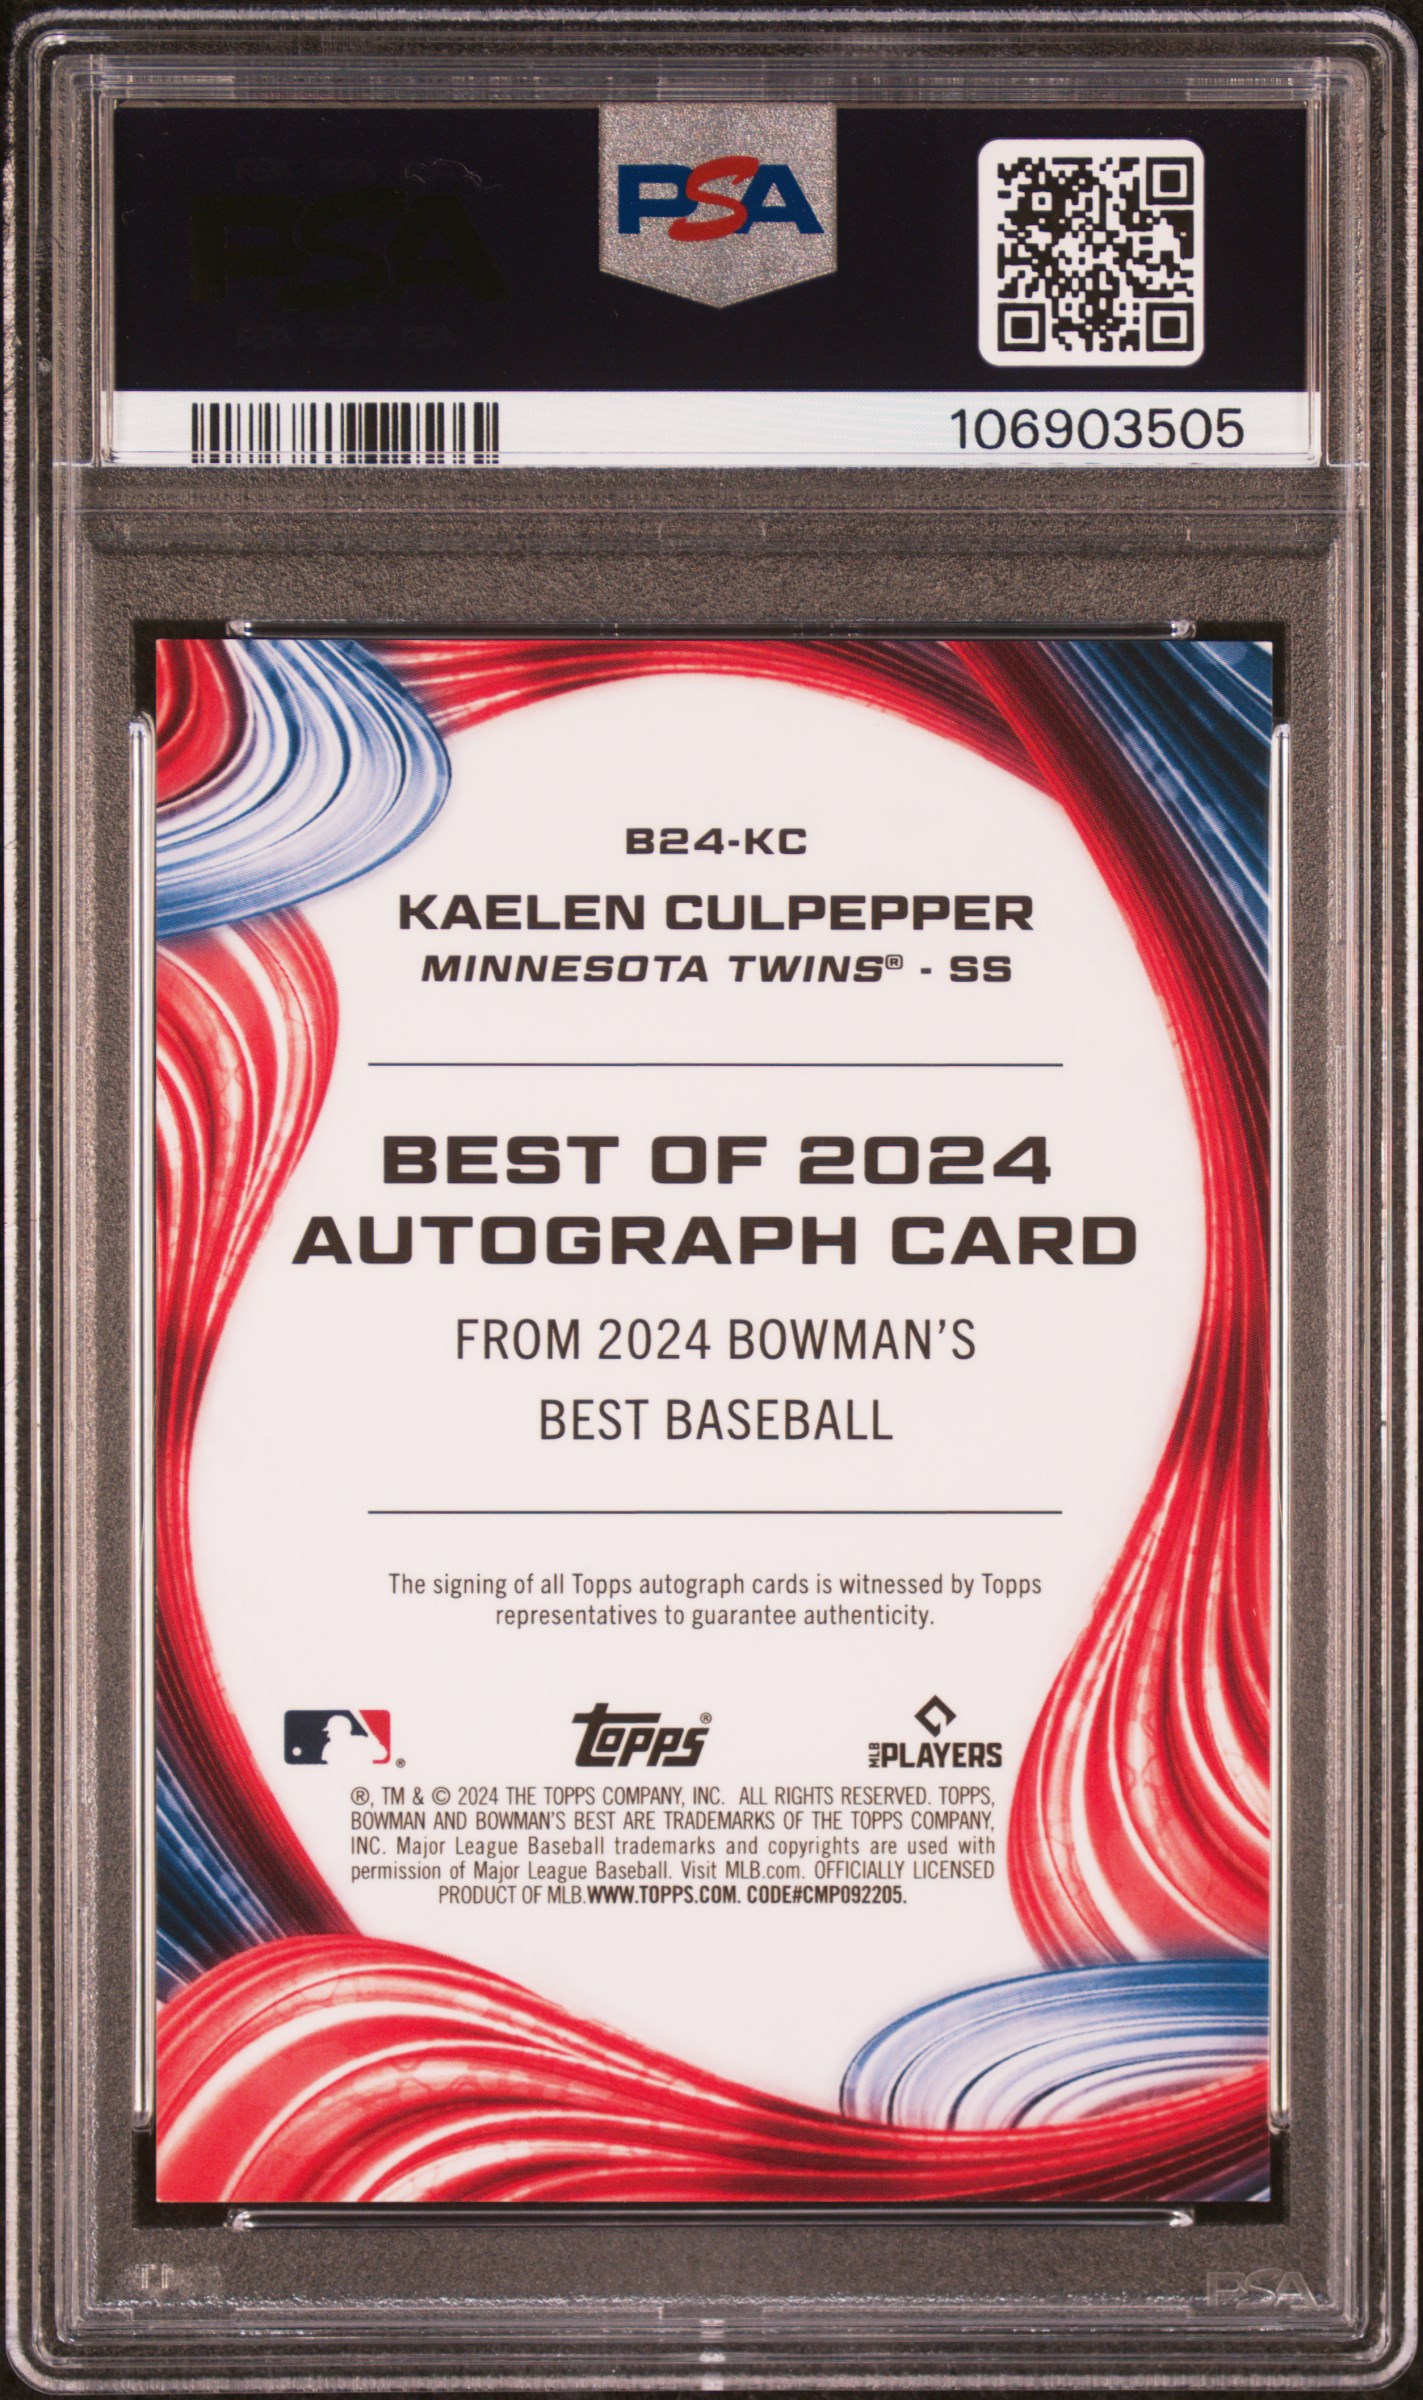 PSA
106903505
B24-KC
KAELEN CULPEPPER
MINNESOTA TWINS® - SS
BEST OF 2024
AUTOGRAPH CARD
FROM 2024 BOWMAN'S
BEST BASEBALL
The signing of all Topps autograph cards is witnessed by Topps
representatives to guarantee authenticity.
® topps® MLB PLAYERS
®, TM & © 2024 THE TOPPS COMPANY, INC. ALL RIGHTS RESERVED. TOPPS,
BOWMAN AND BOWMAN'S BEST ARE TRADEMARKS OF THE TOPPS COMPANY,
INC. Major League Baseball trademarks and copyrights are used with
permission of Major League Baseball. Visit MLB.com. OFFICIALLY LICENSED
PRODUCT OF MLB.WWW.TOPPS.COM. CODE#CMP092205.
PSA